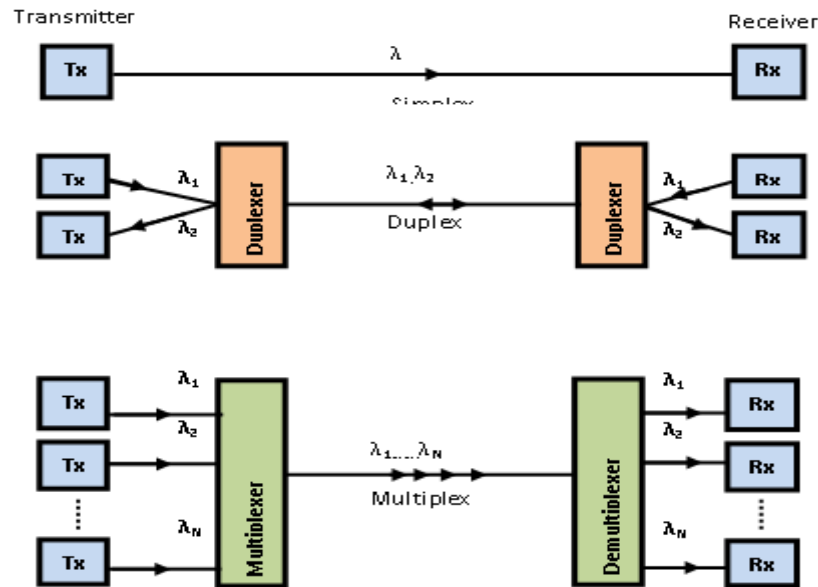 Transmitter
Receiver
Tx
λ
Rx
Simplex
Tx
λ₁
Duplexer
λ₁,λ₂
Duplexer
λ₁
Rx
Tx
λ₂
Duplex
λ₂
Rx
Tx
λ₁
Multiplexer
λ₁....,λN
Multiplex
Demultiplexer
λ₁
Rx
Tx
λ₂
λ₂
Rx
Tx
λN
λN
Rx